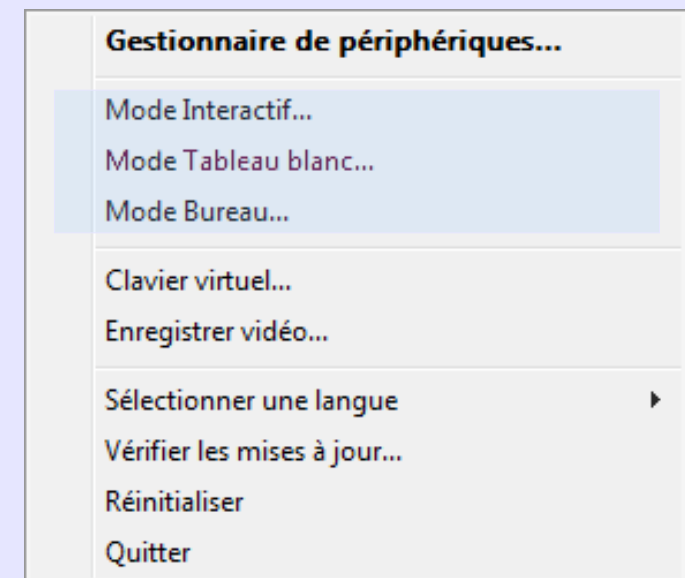 Gestionnaire de périphériques...
Mode Interactif...
Mode Tableau blanc...
Mode Bureau...
Clavier virtuel...
Enregistrer vidéo...
Sélectionner une langue
Vérifier les mises à jour...
Réinitialiser
Quitter